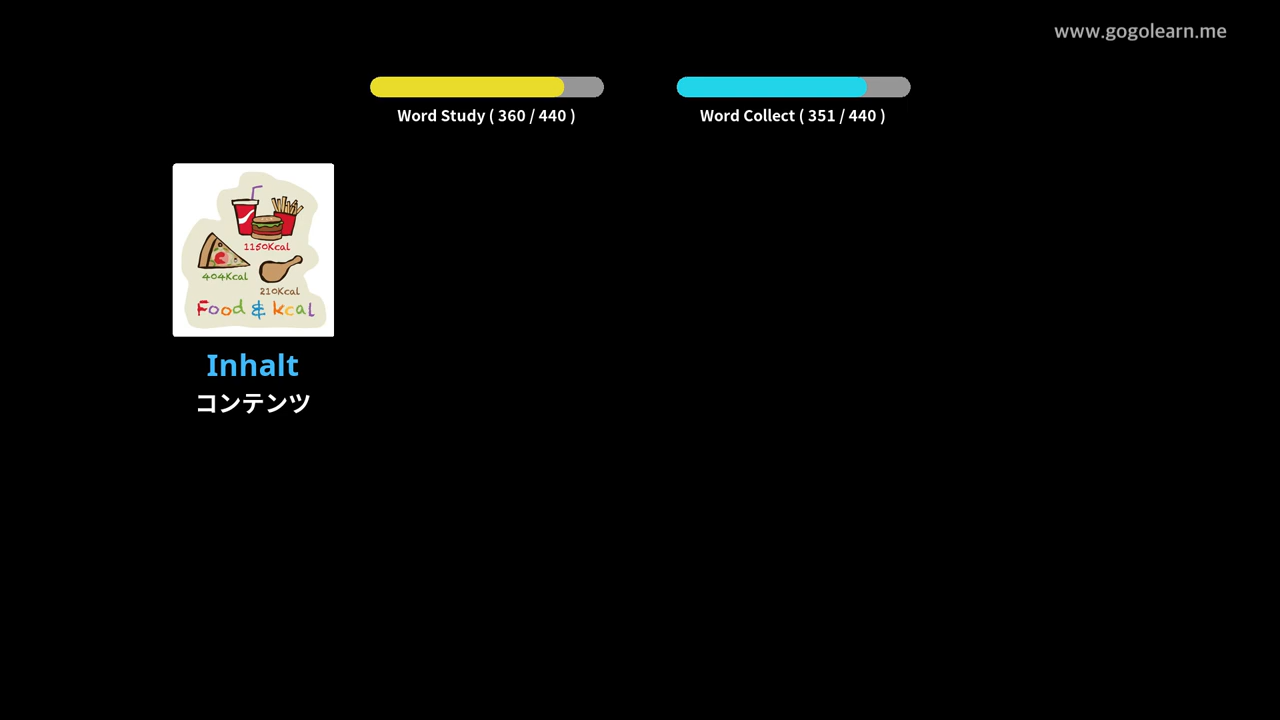 www.gogolearn.me
Word Study ( 360 / 440 )
Word Collect ( 351 / 440 )
1150Kcal
404Kcal
210Kcal
Food & kcal
Inhalt
コンテンツ